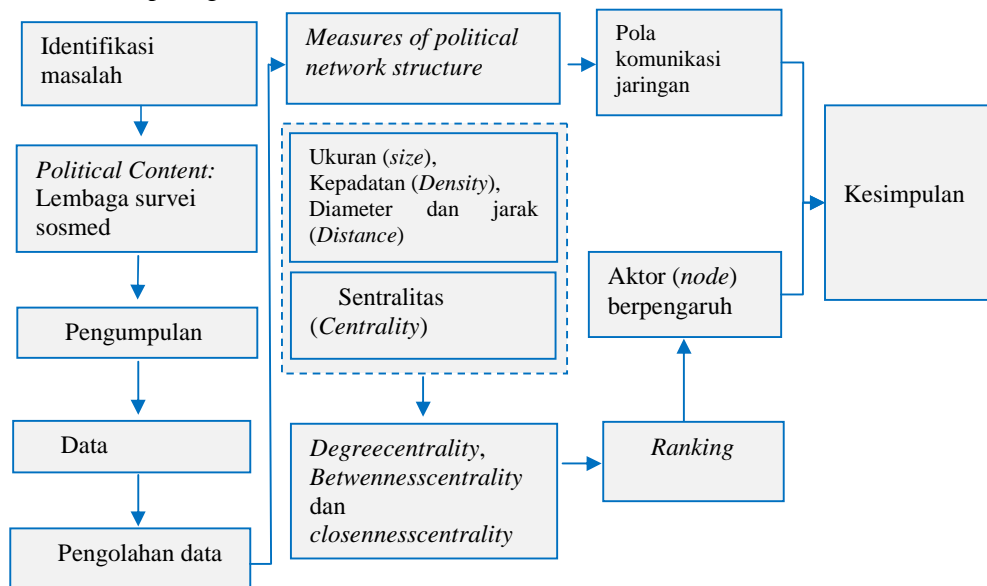 Identifikasi
masalah
Political Content:
Lembaga survei
sosmed
Pengumpulan
Data
Pengolahan data
Measures of political
network structure
Ukuran (size),
Kepadatan (Density),
Diameter dan jarak
(Distance)
Sentralitas
(Centrality)
Degreecentrality,
Betwennesscentrality
dan
closennesscentrality
Ranking
Aktor (node)
berpengaruh
Pola
komunikasi
jaringan
Kesimpulan